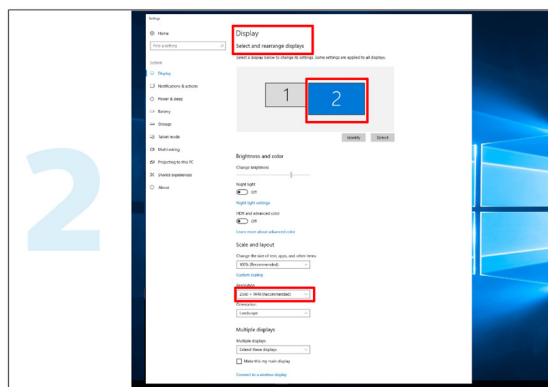 2
Settings
Home
Find a setting
System
Display
Notifications & actions
Power & sleep
Battery
Storage
Tablet mode
Multitasking
Projecting to this PC
Shared experiences
About
Display
Select and rearrange displays
Select a display below to change its settings. Some settings are applied to all displays.
1 2
Identify Detect
Brightness and color
Change brightness
Night light
Off
Night light settings
HDR and advanced color
Off
Learn more about advanced color
Scale and layout
Change the size of text, apps, and other items
100% (Recommended)
Custom scaling
Resolution
2560 × 1440 (Recommended)
Orientation
Landscape
Multiple displays
Multiple displays
Extend these displays
Make this my main display
Connect to a wireless display